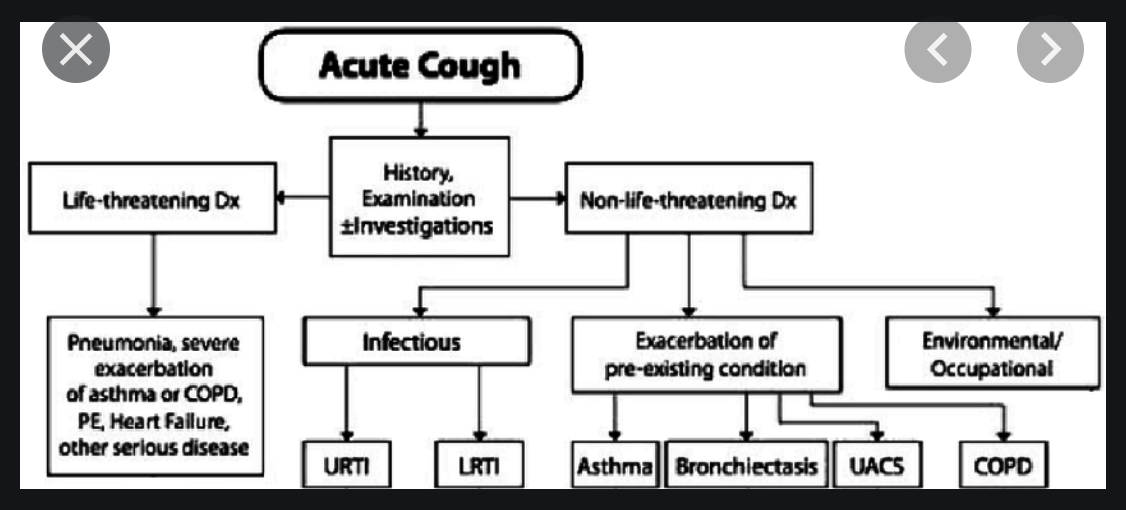 Acute Cough
History,
Examination
±Investigations
Life-threatening Dx
Non-life-threatening Dx
Pneumonia, severe
exacerbation
of asthma or COPD,
PE, Heart Failure,
other serious disease
Infectious
Exacerbation of
pre-existing condition
Environmental/
Occupational
URTI
LRTI
Asthma
Bronchiectasis
UACS
COPD